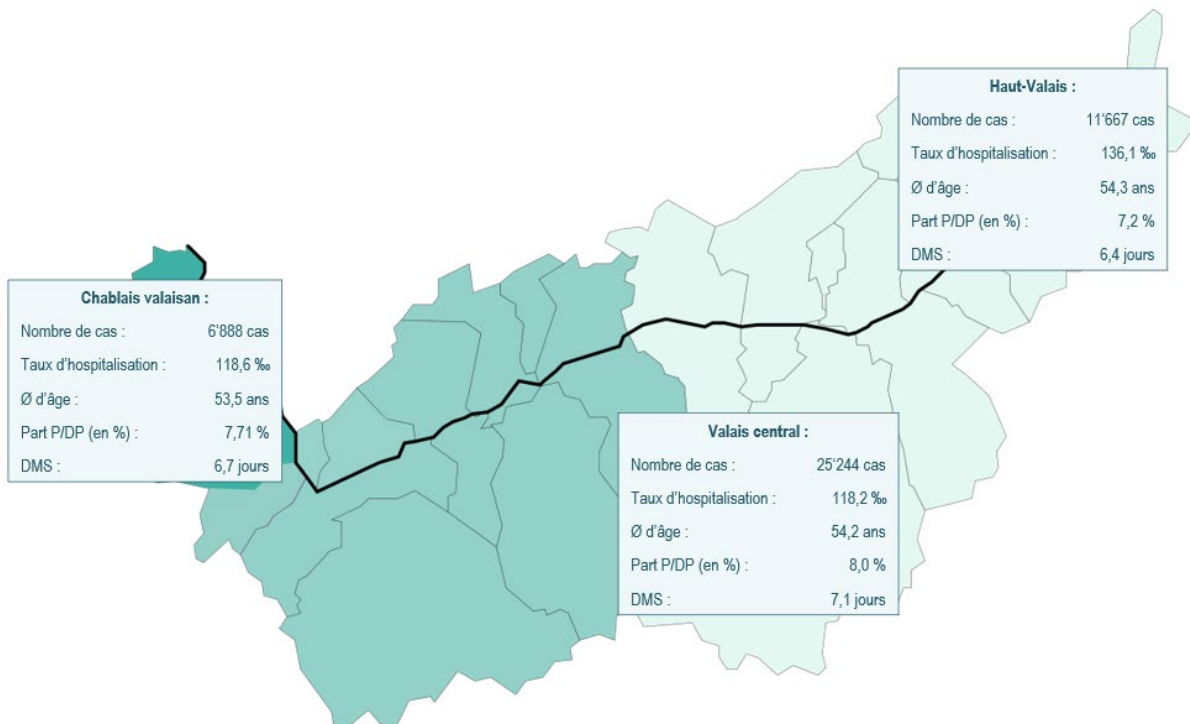 Haut-Valais :
Nombre de cas : 11'667 cas
Taux d'hospitalisation : 136,1 ‰
Ø d'âge : 54,3 ans
Part P/DP (en %) : 7,2 %
DMS : 6,4 jours
Chablais valaisan :
Nombre de cas : 6'888 cas
Taux d'hospitalisation : 118,6 ‰
Ø d'âge : 53,5 ans
Part P/DP (en %) : 7,71 %
DMS : 6,7 jours
Valais central :
Nombre de cas : 25'244 cas
Taux d'hospitalisation : 118,2 ‰
Ø d'âge : 54,2 ans
Part P/DP (en %) : 8,0 %
DMS : 7,1 jours